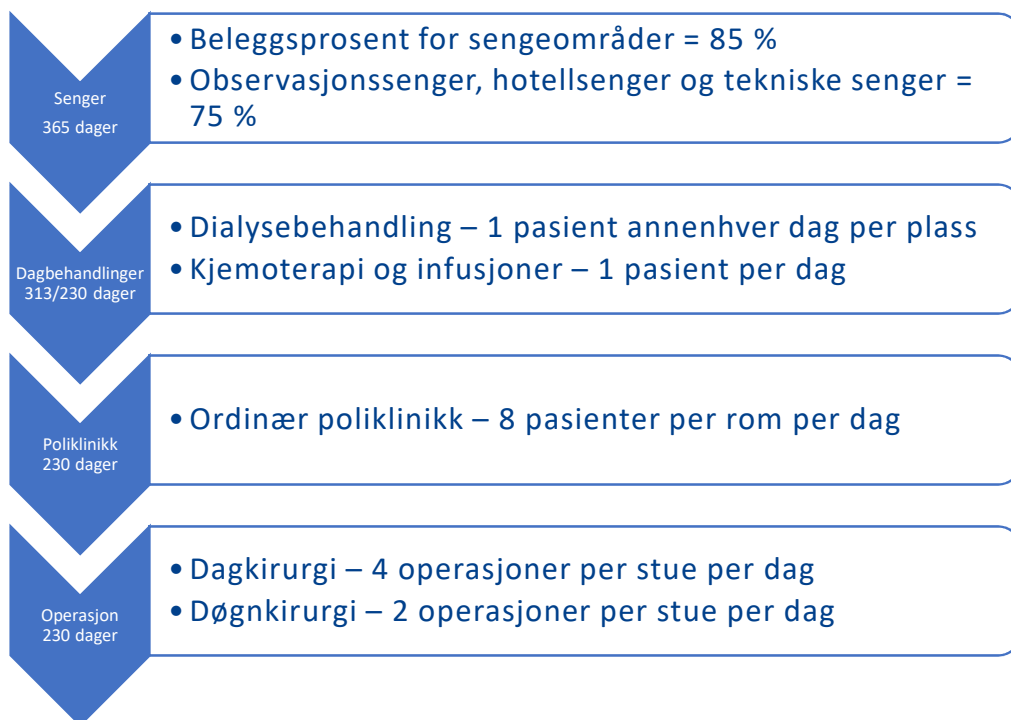 Senger
365 dager
• Beleggsprosent for sengeområder = 85 %
• Observasjonssenger, hotellsenger og tekniske senger =
75 %
Dagbehandlinger
313/230 dager
• Dialysebehandling – 1 pasient annenhver dag per plass
• Kjemoterapi og infusjoner – 1 pasient per dag
Poliklinikk
230 dager
• Ordinær poliklinikk – 8 pasienter per rom per dag
Operasjon
230 dager
• Dagkirurgi – 4 operasjoner per stue per dag
• Døgnkirurgi – 2 operasjoner per stue per dag